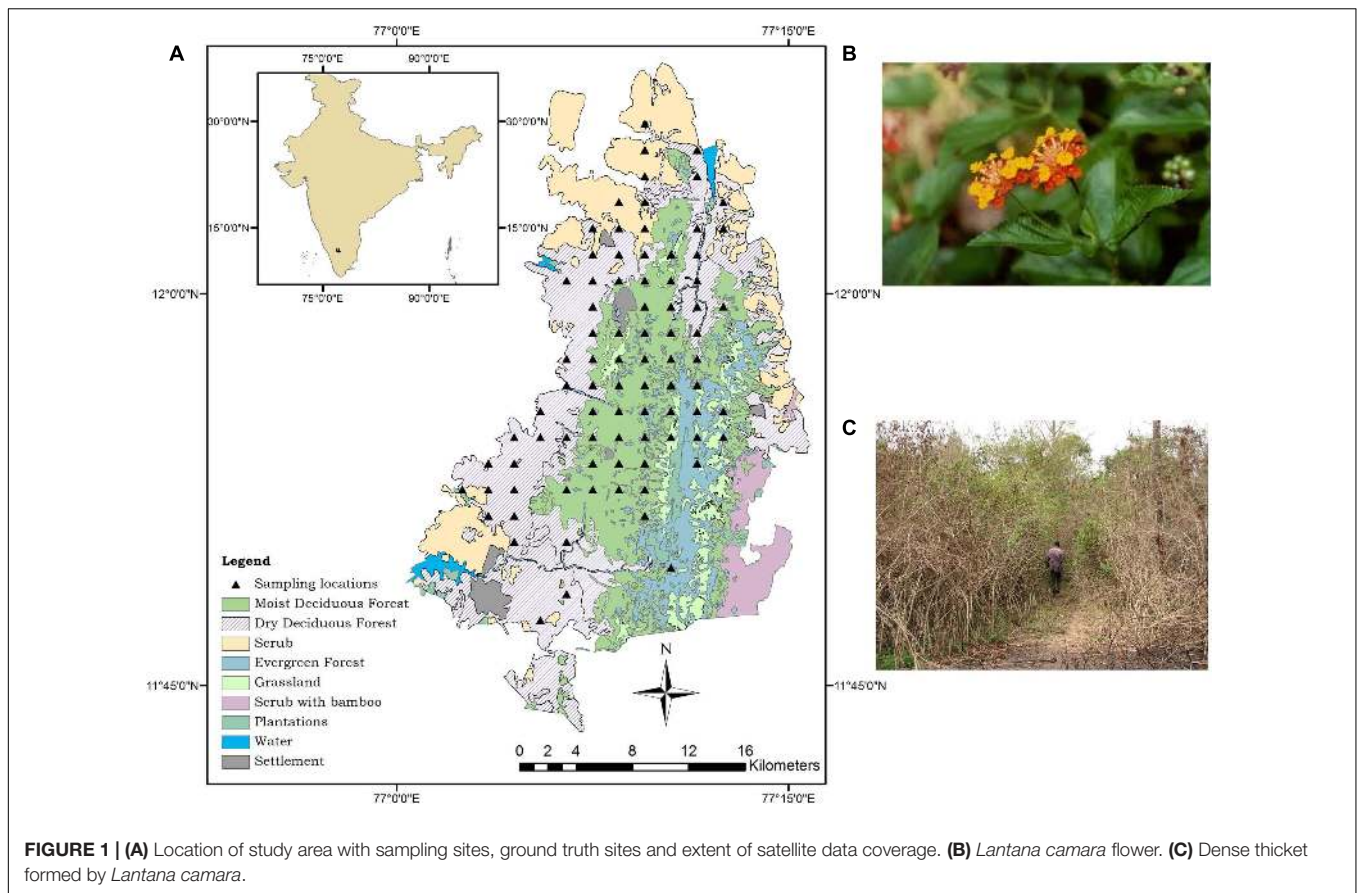 77°0'0"E
77°15'0"E
A
B
75°0'0"E
90°0'0"E
30°0'0"N
30°0'0"N
15°0'0"N
15°0'0"N
75°0'0"E
90°0'0"E
12°0'0"N
12°0'0"N
C
Legend
Sampling locations
Moist Deciduous Forest
Dry Deciduous Forest
Scrub
Evergreen Forest
Grassland
Scrub with bamboo
Plantations
Water
Settlement
N
11°45'0"N
11°45'0"N
0 2 4 8 12 16
Kilometers
77°0'0"E
77°15'0"E
FIGURE 1 | (A) Location of study area with sampling sites, ground truth sites and extent of satellite data coverage. (B) Lantana camara flower. (C) Dense thicket
formed by Lantana camara.